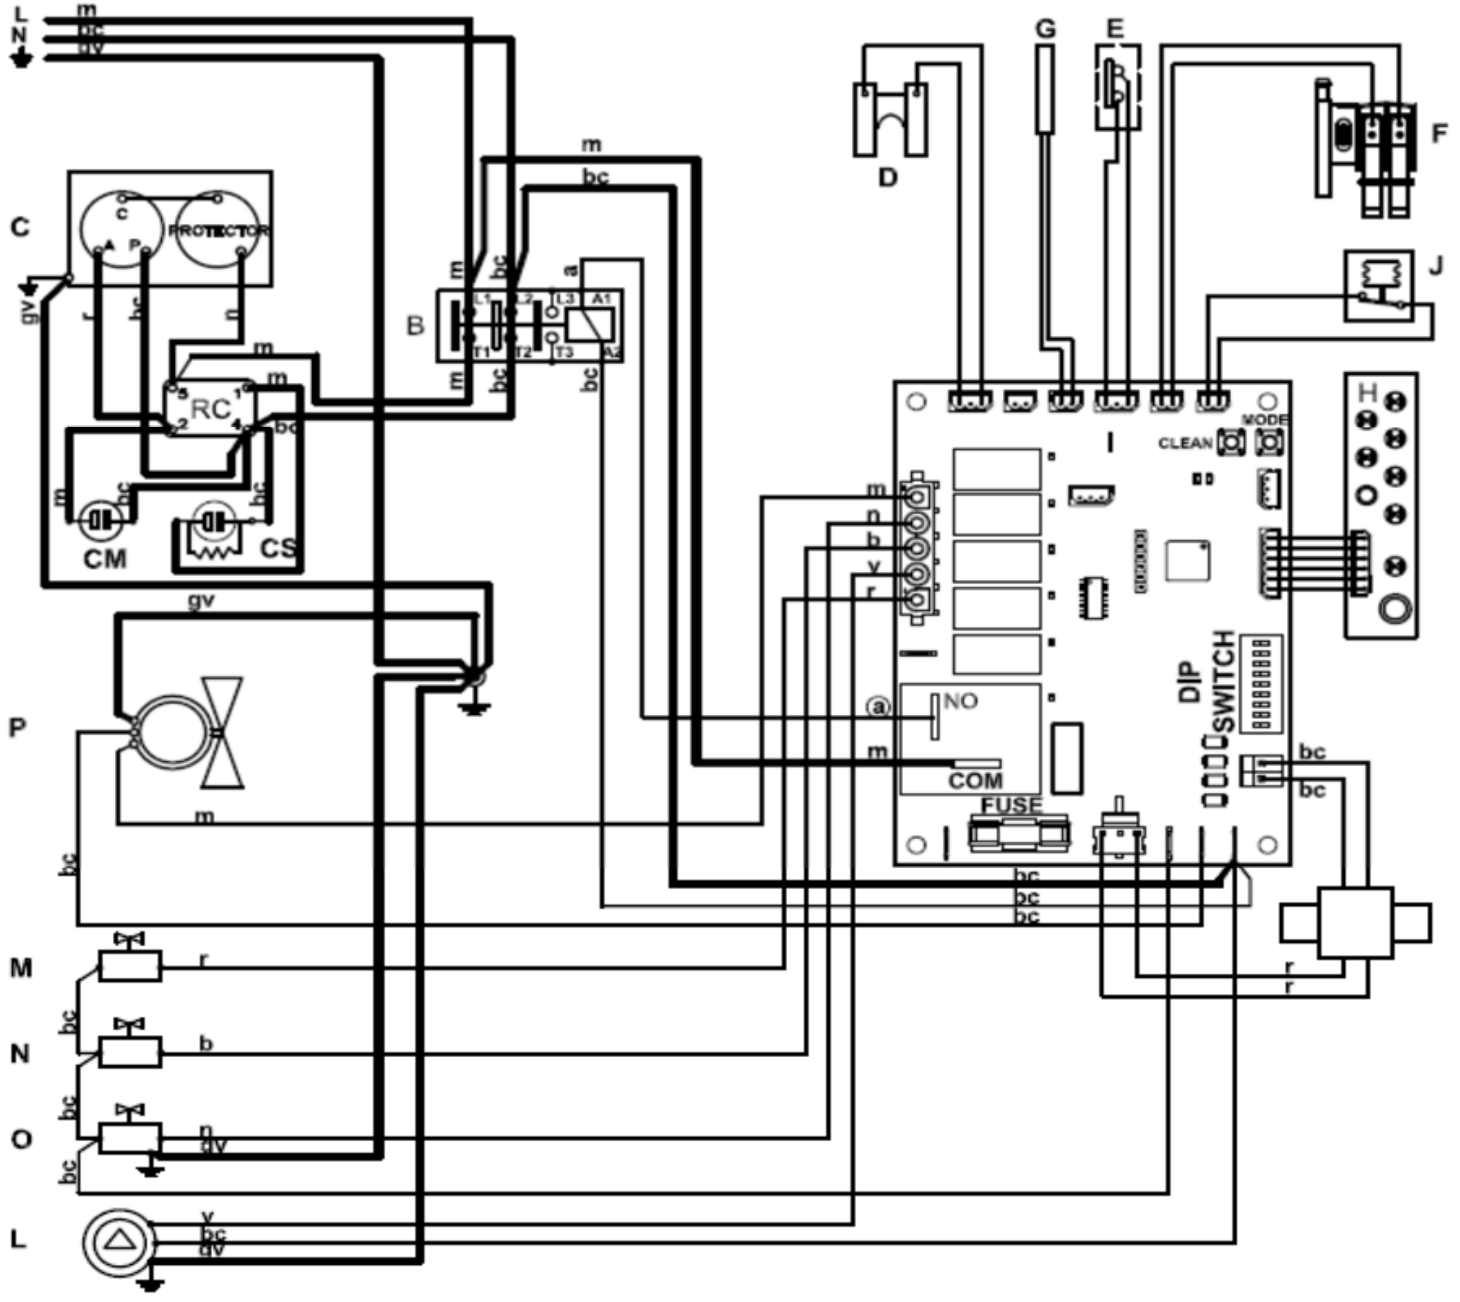 L m
N bc
gv
G E
F
D
m
bc
C
c
PROTECTOR
A P
J
m bc a
L1 L2 L3 A1
B
T1 T2 T3 A2
gv r bc n
m
m bc bc
m
5 1
RC
2 4
bc
H
MODE
CLEAN
I
m bc bc
CM CS
m
n
b
v
r
gv
DIP
SWITCH
P
a NO
m
COM
bc
bc
FUSE
m
bc
bc
bc
bc
M r
r
r
bc
N b
bc
O n
gv
bc
L v
bc
gv